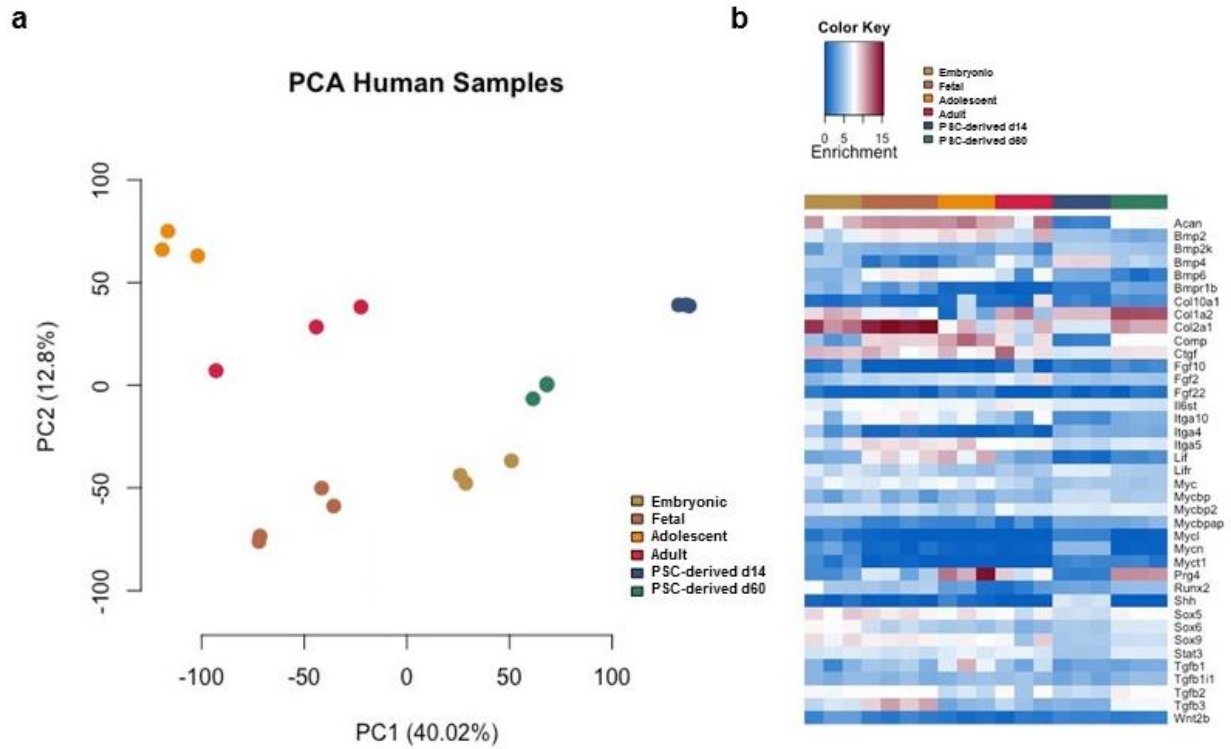 a
PCA Human Samples
100
50
0
-50
-100
PC2 (12.8%)
-100 -50 0 50 100
PC1 (40.02%)
Embryonic
Fetal
Adolescent
Adult
PSC-derived d14
PSC-derived d60
b
Color Key
0 5 15
Enrichment
Embryonic
Fetal
Adolescent
Adult
PSC-derived d14
PSC-derived d60
Acan
Bmp2
Bmp2k
Bmp4
Bmp6
Bmpr1b
Col10a1
Col1a2
Col2a1
Comp
Ctgf
Fgf10
Fgf2
Fgf22
Il6st
Itga10
Itga4
Itga5
Lif
Lifr
Myc
Mycbp
Mycbp2
Mycbpap
Mycl
Mycn
Myct1
Prg4
Runx2
Shh
Sox5
Sox6
Sox9
Stat3
Tgfb1
Tgfb1i1
Tgfb2
Tgfb3
Wnt2b